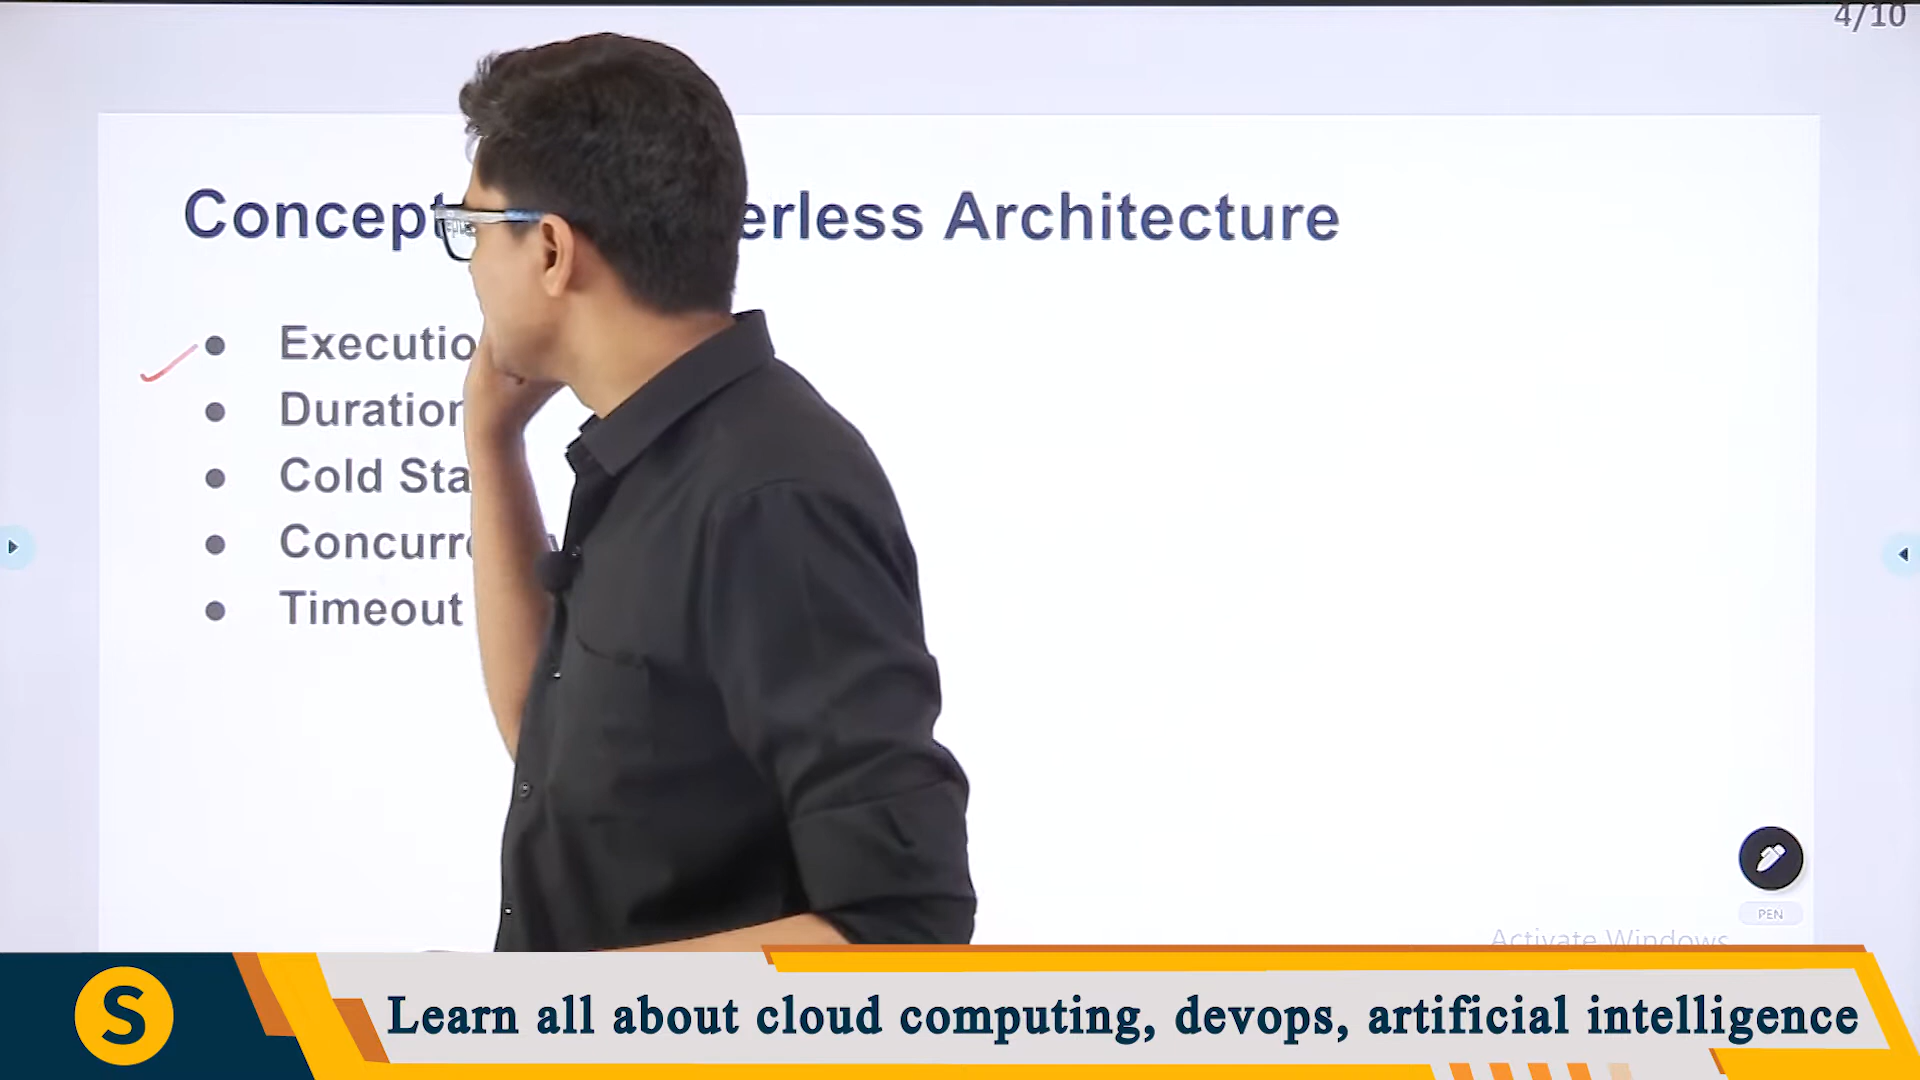 4/10
Concept erless Architecture
Executio
Duration
Cold Sta
Concurre
Timeout
PEN
Activate Windows
S
Learn all about cloud computing, devops, artificial intelligence